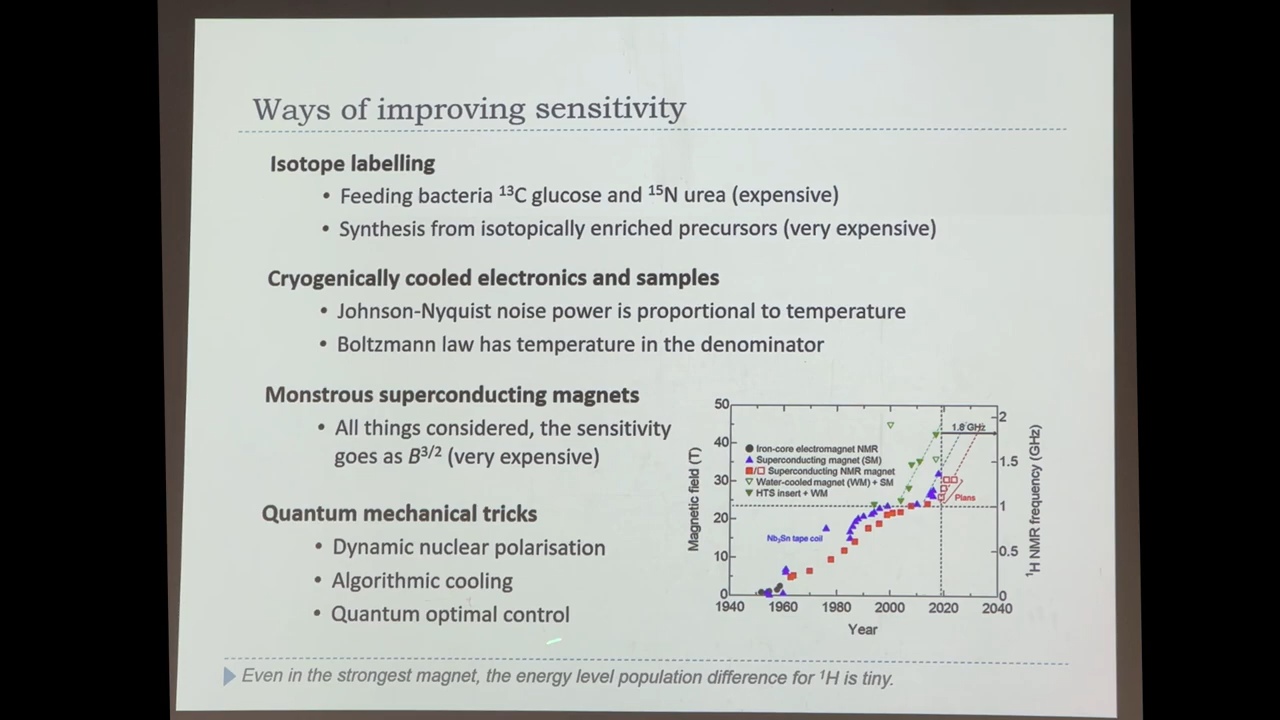 Ways of improving sensitivity
Isotope labelling
• Feeding bacteria ¹³C glucose and ¹⁵N urea (expensive)
• Synthesis from isotopically enriched precursors (very expensive)
Cryogenically cooled electronics and samples
• Johnson-Nyquist noise power is proportional to temperature
• Boltzmann law has temperature in the denominator
Monstrous superconducting magnets
• All things considered, the sensitivity
goes as B³ᐟ² (very expensive)
Quantum mechanical tricks
• Dynamic nuclear polarisation
• Algorithmic cooling
• Quantum optimal control
Magnetic field (T)
50
40
30
20
10
0
Iron-core electromagnet NMR
Superconducting magnet (SM)
/ Superconducting NMR magnet
Water-cooled magnet (WM) + SM
HTS insert + WM
Nb₃Sn tape coil
1.8 GHz
Plans
2
1.5
1
0.5
0
¹H NMR frequency (GHz)
1940 1960 1980 2000 2020 2040
Year
Even in the strongest magnet, the energy level population difference for ¹H is tiny.